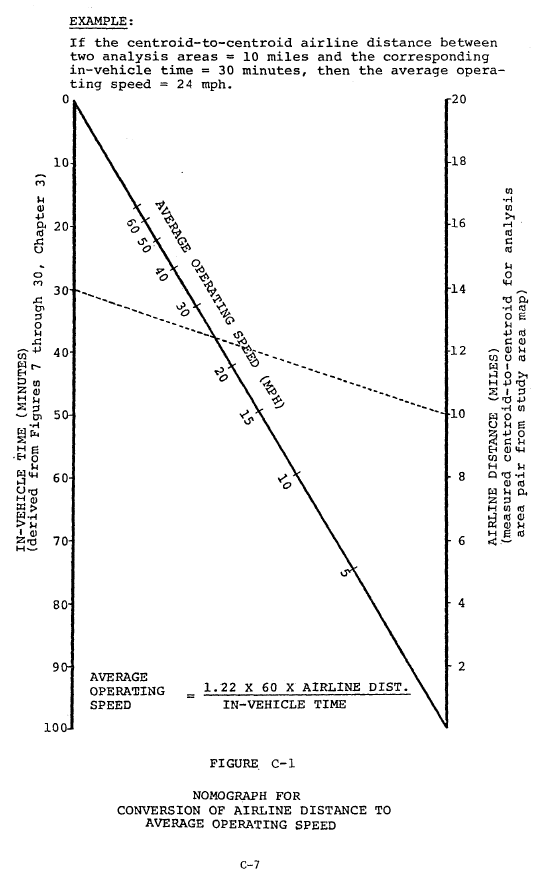 EXAMPLE:
If the centroid-to-centroid airline distance between
two analysis areas = 10 miles and the corresponding
in-vehicle time = 30 minutes, then the average opera-
ting speed = 24 mph.
IN-VEHICLE TIME (MINUTES)
(derived from Figures 7 through 30, Chapter 3)
0
10
20
30
40
50
60
70
80
90
100
AVERAGE OPERATING SPEED (MPH)
60
50
40
30
20
15
10
5
20
18
16
14
12
10
8
6
4
2
AIRLINE DISTANCE (MILES)
(measured centroid-to-centroid for analysis
area pair from study area map)
AVERAGE
OPERATING
SPEED
= 1.22 X 60 X AIRLINE DIST.
IN-VEHICLE TIME
FIGURE C-1
NOMOGRAPH FOR
CONVERSION OF AIRLINE DISTANCE TO
AVERAGE OPERATING SPEED
C-7